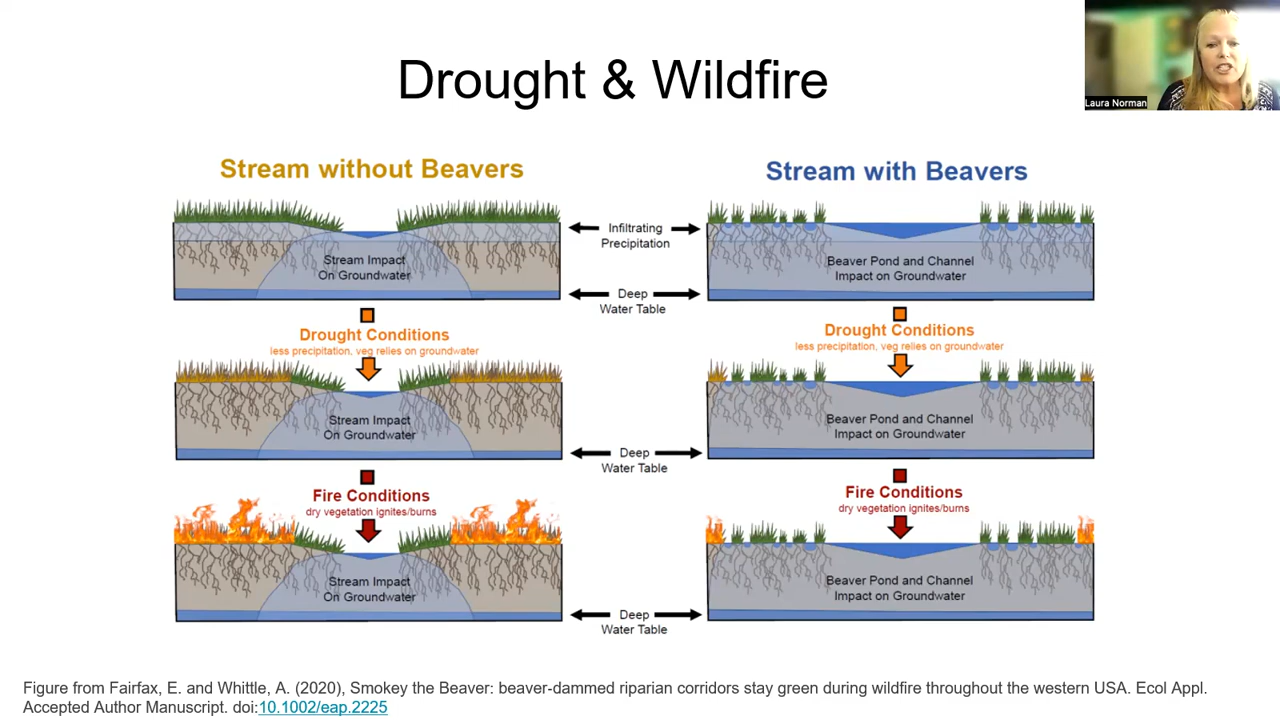 Drought & Wildfire
Laura Norman
Stream without Beavers
Stream with Beavers
Infiltrating
Precipitation
Stream Impact
On Groundwater
Beaver Pond and Channel
Impact on Groundwater
Deep
Water Table
Drought Conditions
less precipitation, veg relies on groundwater
Drought Conditions
less precipitation, veg relies on groundwater
Stream Impact
On Groundwater
Beaver Pond and Channel
Impact on Groundwater
Deep
Water Table
Fire Conditions
dry vegetation ignites/burns
Fire Conditions
dry vegetation ignites/burns
Stream Impact
On Groundwater
Beaver Pond and Channel
Impact on Groundwater
Deep
Water Table
Figure from Fairfax, E. and Whittle, A. (2020), Smokey the Beaver: beaver-dammed riparian corridors stay green during wildfire throughout the western USA. Ecol Appl.
Accepted Author Manuscript. doi:10.1002/eap.2225